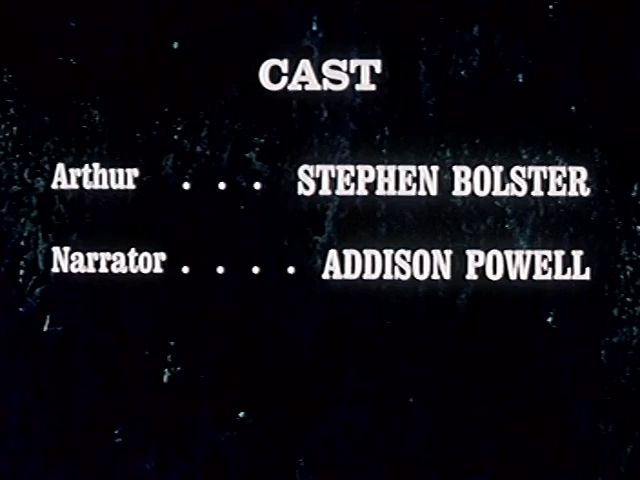 CAST
Arthur . . . STEPHEN BOLSTER
Narrator . . . . ADDISON POWELL